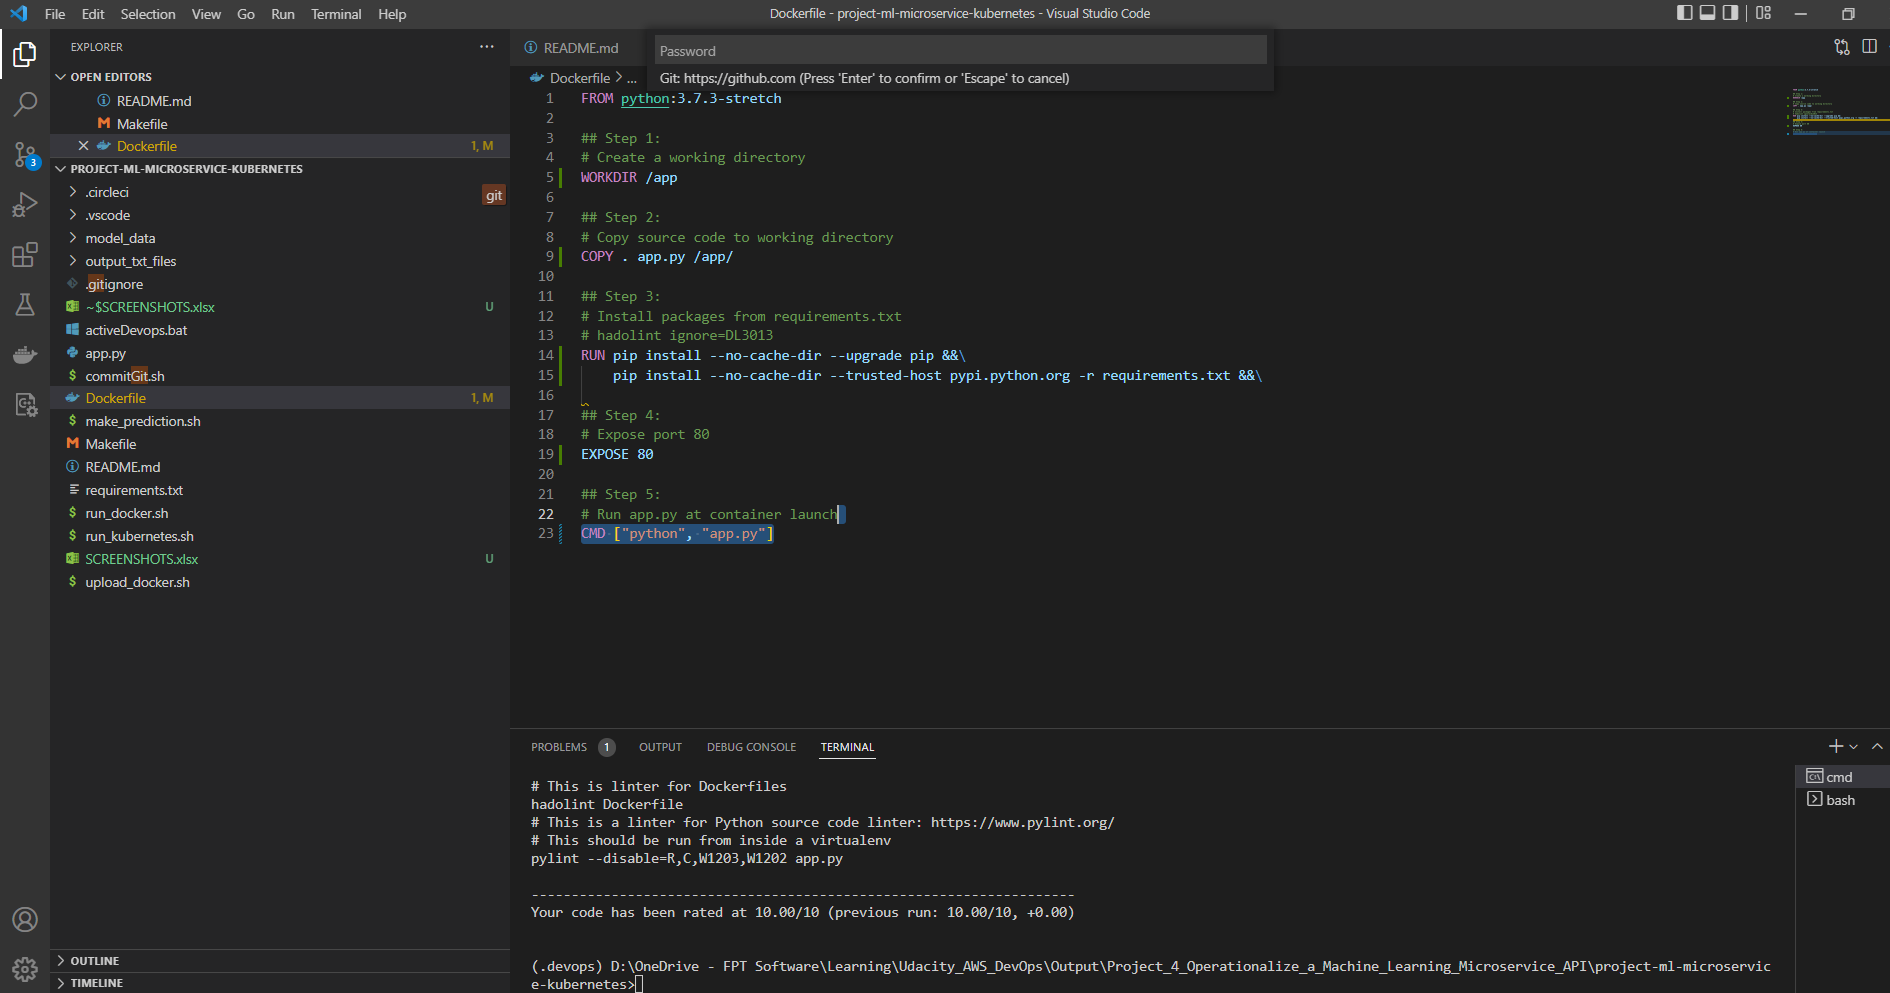 File Edit Selection View Go Run Terminal Help
Dockerfile - project-ml-microservice-kubernetes - Visual Studio Code
EXPLORER
OPEN EDITORS
README.md
Makefile
Dockerfile 1, M
3
PROJECT-ML-MICROSERVICE-KUBERNETES
.circleci
git
.vscode
model_data
output_txt_files
.gitignore
~$SCREENSHOTS.xlsx U
activeDevops.bat
app.py
commitGit.sh
Dockerfile 1, M
make_prediction.sh
Makefile
README.md
requirements.txt
run_docker.sh
run_kubernetes.sh
SCREENSHOTS.xlsx U
upload_docker.sh
OUTLINE
TIMELINE
README.md
Password
Git: https://github.com (Press 'Enter' to confirm or 'Escape' to cancel)
Dockerfile > ...
1 FROM python:3.7.3-stretch
2
3 ## Step 1:
4 # Create a working directory
5 WORKDIR /app
6
7 ## Step 2:
8 # Copy source code to working directory
9 COPY . app.py /app/
10
11 ## Step 3:
12 # Install packages from requirements.txt
13 # hadolint ignore=DL3013
14 RUN pip install --no-cache-dir --upgrade pip &&\
15 pip install --no-cache-dir --trusted-host pypi.python.org -r requirements.txt &&\
16
17 ## Step 4:
18 # Expose port 80
19 EXPOSE 80
20
21 ## Step 5:
22 # Run app.py at container launch
23 CMD ["python", "app.py"]
PROBLEMS 1 OUTPUT DEBUG CONSOLE TERMINAL
# This is linter for Dockerfiles
hadolint Dockerfile
# This is a linter for Python source code linter: https://www.pylint.org/
# This should be run from inside a virtualenv
pylint --disable=R,C,W1203,W1202 app.py
--------------------------------------------------------------------
Your code has been rated at 10.00/10 (previous run: 10.00/10, +0.00)
(.devops) D:\OneDrive - FPT Software\Learning\Udacity_AWS_DevOps\Output\Project_4_Operationalize_a_Machine_Learning_Microservice_API\project-ml-microservic
e-kubernetes>
cmd
bash